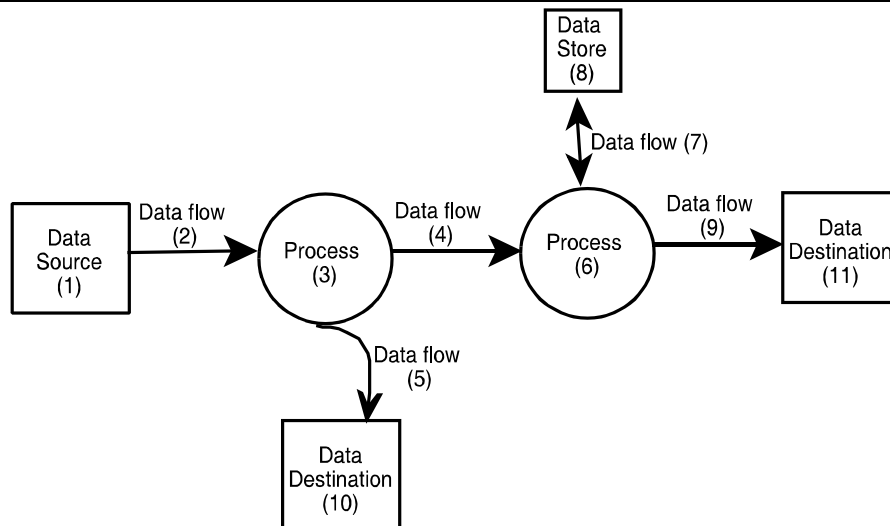 Data
Store
(8)
Data flow (7)
Data flow
(2)
Data flow
(4)
Data flow
(9)
Data
Source
(1)
Process
(3)
Process
(6)
Data
Destination
(11)
Data flow
(5)
Data
Destination
(10)